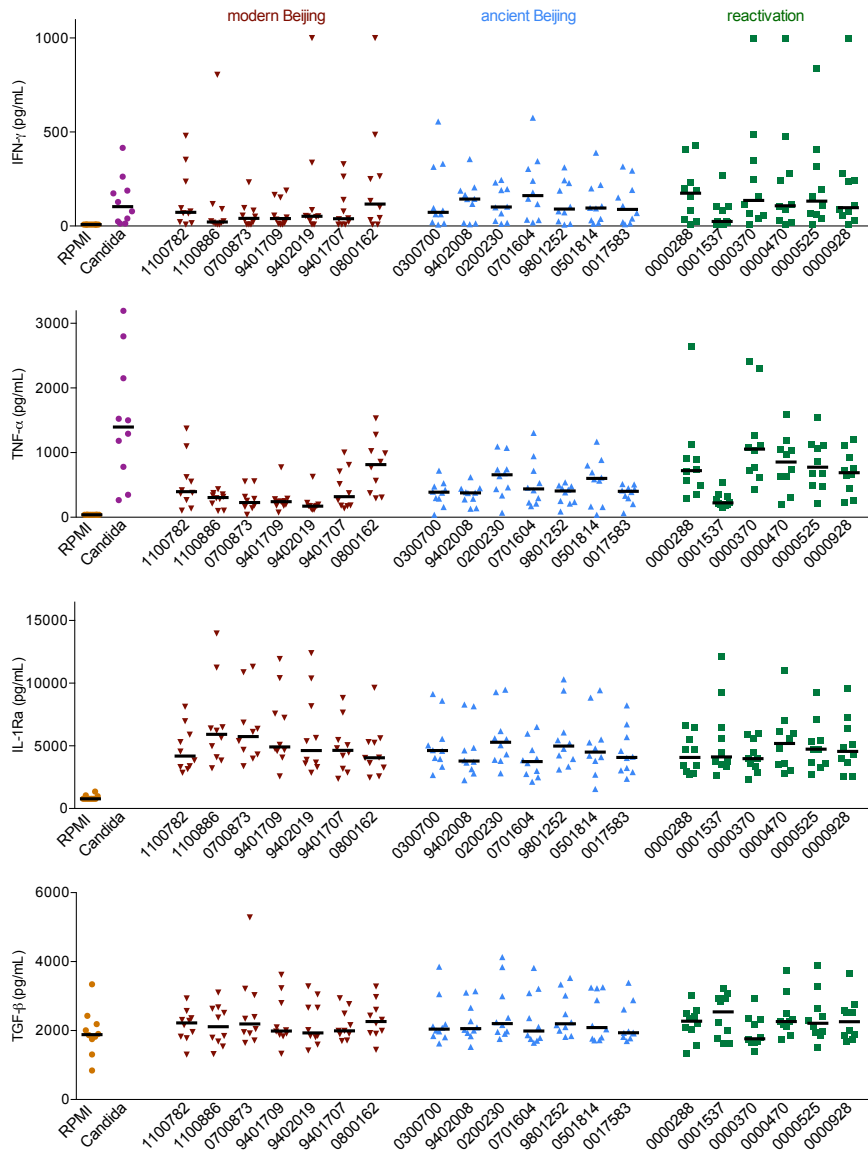 modern Beijing ancient Beijing reactivation
IFN-γ (pg/mL)
1000
500
0
RPMI Candida 1100782 1100886 0700873 9401709 9402019 9401707 0800162 0300700 9402008 0200230 0701604 9801252 0501814 0017583 0000288 0001537 0000370 0000470 0000525 0000928
TNF-α (pg/mL)
3000
2000
1000
0
RPMI Candida 1100782 1100886 0700873 9401709 9402019 9401707 0800162 0300700 9402008 0200230 0701604 9801252 0501814 0017583 0000288 0001537 0000370 0000470 0000525 0000928
IL-1Ra (pg/mL)
15000
10000
5000
0
RPMI Candida 1100782 1100886 0700873 9401709 9402019 9401707 0800162 0300700 9402008 0200230 0701604 9801252 0501814 0017583 0000288 0001537 0000370 0000470 0000525 0000928
TGF-β (pg/mL)
6000
4000
2000
0
RPMI Candida 1100782 1100886 0700873 9401709 9402019 9401707 0800162 0300700 9402008 0200230 0701604 9801252 0501814 0017583 0000288 0001537 0000370 0000470 0000525 0000928